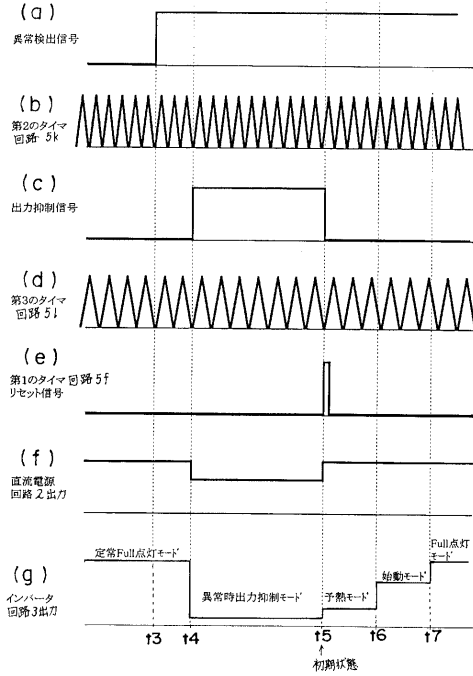 (a)
異常検出信号
(b)
第2のタイマ
回路 5k
(c)
出力抑制信号
(d)
第3のタイマ
回路 5l
(e)
第1のタイマ回路5f
リセット信号
(f)
直流電源
回路2出力
(g)
インバータ
回路3出力
定常Full点灯モード
異常時出力抑制モード
予熱モード
始動モード
Full点灯
モード
t3 t4 t5 t6 t7
初期状態